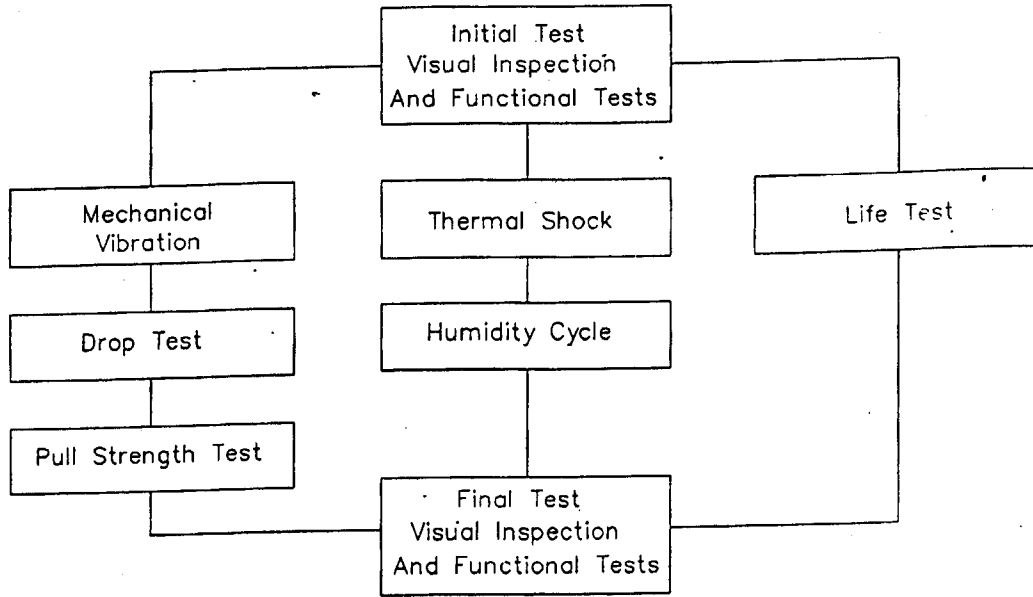 Initial Test
Visual Inspection
And Functional Tests
Mechanical
Vibration
Thermal Shock
Life Test
Drop Test
Humidity Cycle
Pull Strength Test
Final Test
Visual Inspection
And Functional Tests